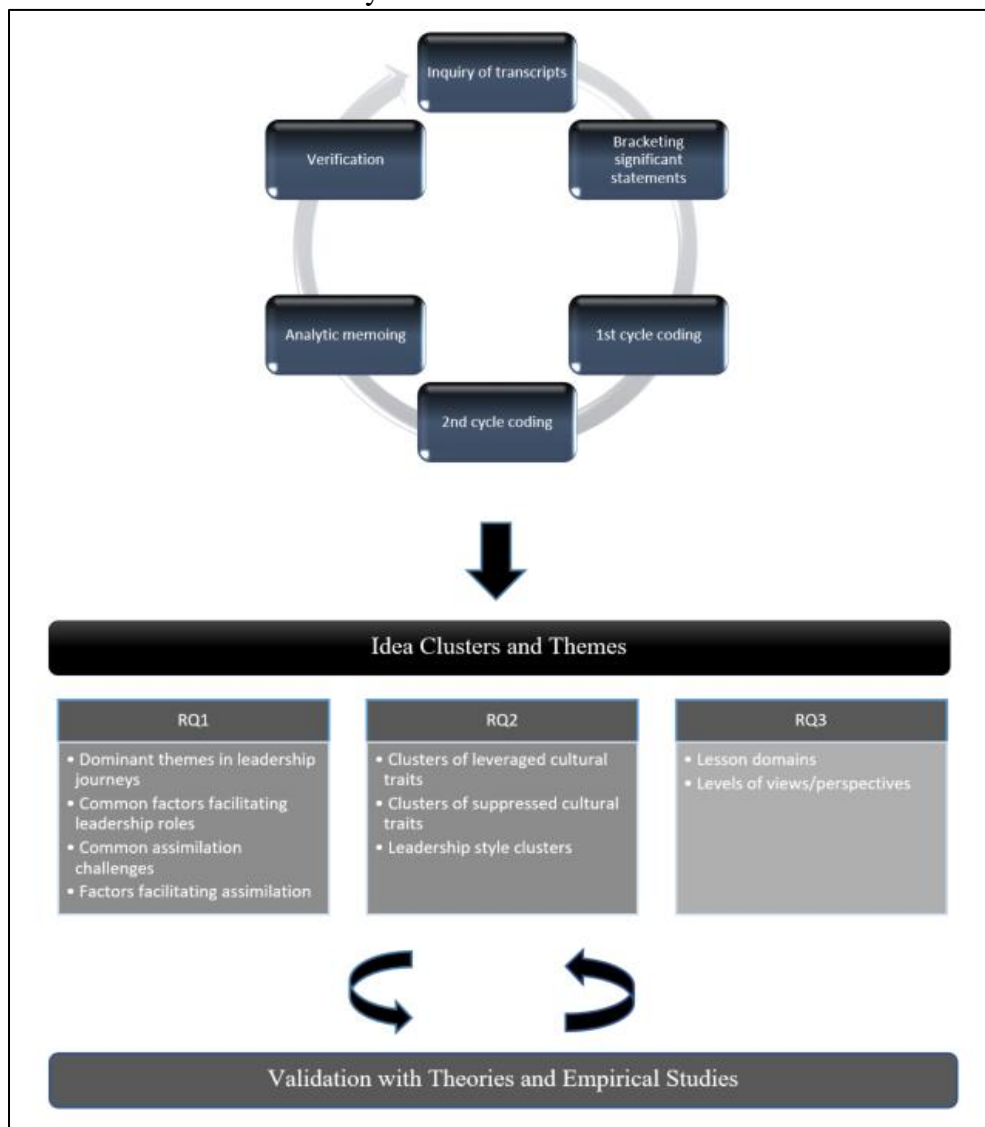 Inquiry of transcripts
Bracketing
significant
statements
1st cycle coding
2nd cycle coding
Analytic memoing
Verification
Idea Clusters and Themes
RQ1
• Dominant themes in leadership
journeys
• Common factors facilitating
leadership roles
• Common assimilation
challenges
• Factors facilitating assimilation
RQ2
• Clusters of leveraged cultural
traits
• Clusters of suppressed cultural
traits
• Leadership style clusters
RQ3
• Lesson domains
• Levels of views/perspectives
Validation with Theories and Empirical Studies